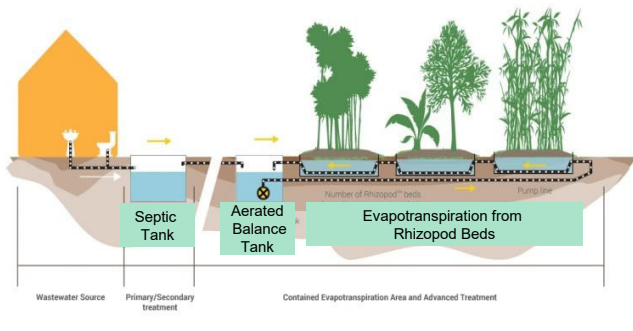 Number of Rhizopod™ beds
Pump line
Septic
Tank
Aerated
Balance
Tank
Evapotranspiration from
Rhizopod Beds
Wastewater Source
Primary/Secondary
treatment
Contained Evapotranspiration Area and Advanced Treatment